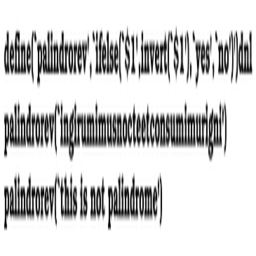 define(`palindrorev',`ifelse(`$1',invert(`$1'),`yes',`no')')dnl
palindrorev(`ingirumimusnocteetconsumimurigni')
palindrorev(`this is not palindrome')